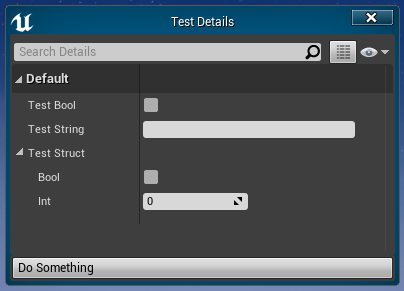 Test Details
Search Details
Default
Test Bool
Test String
Test Struct
Bool
Int 0
Do Something